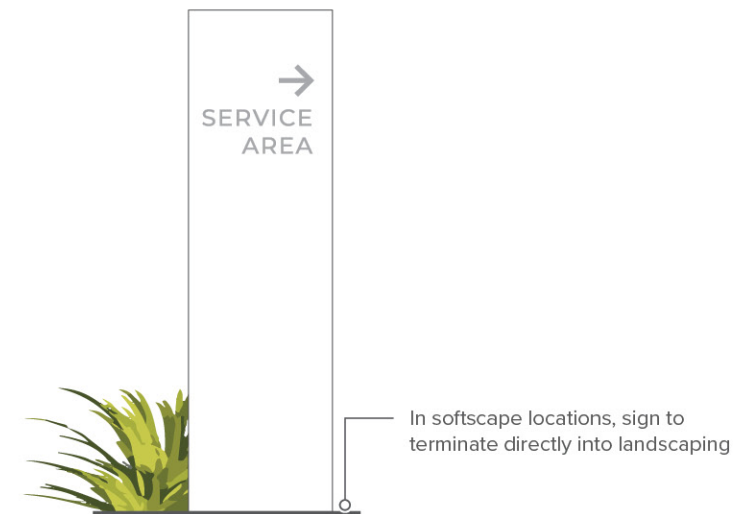 SERVICE
AREA
In softscape locations, sign to
terminate directly into landscaping